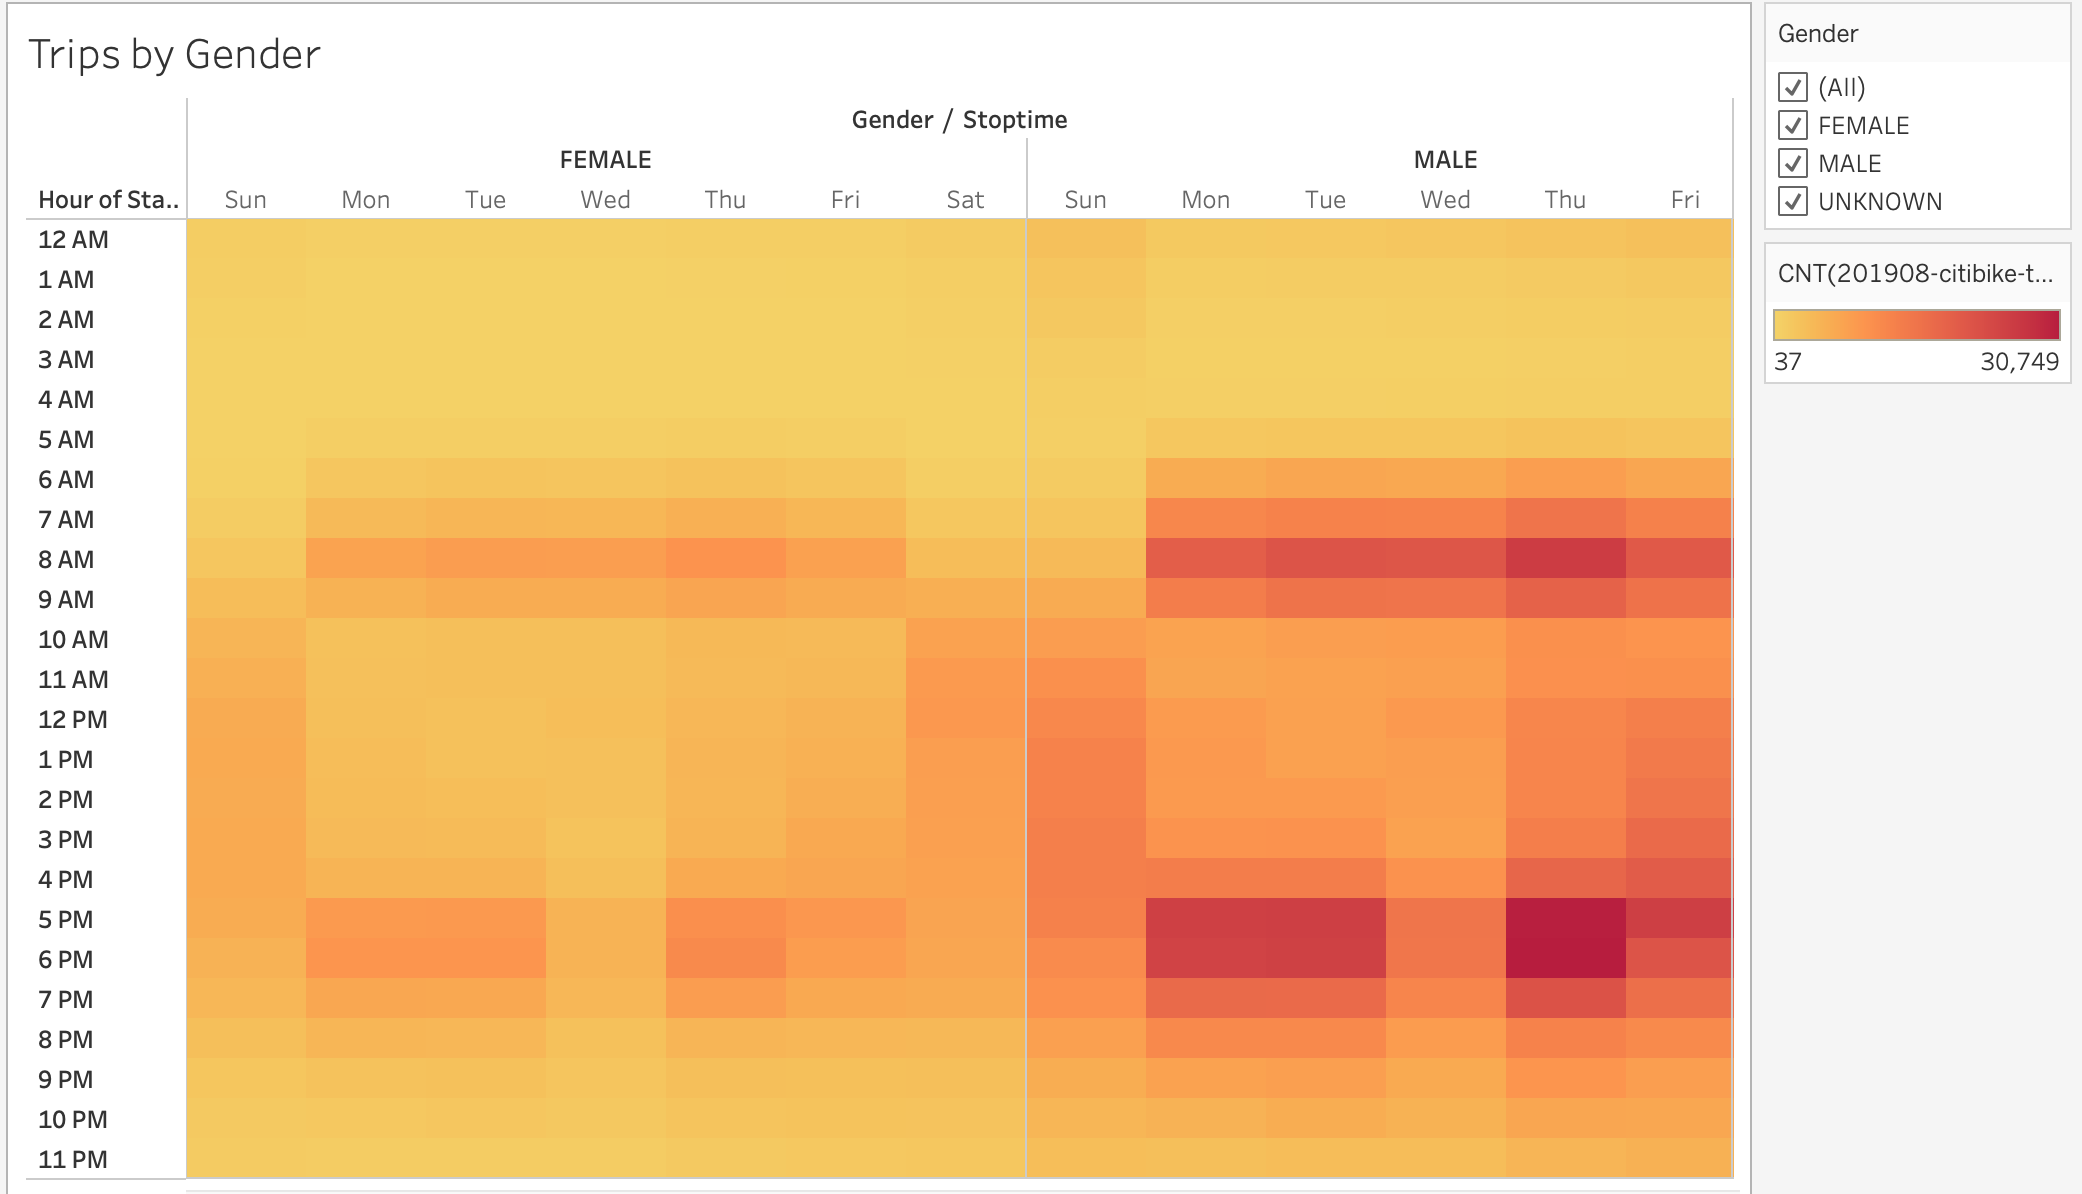 Trips by Gender
Gender / Stoptime
FEMALE MALE
Hour of Sta.. Sun Mon Tue Wed Thu Fri Sat Sun Mon Tue Wed Thu Fri
12 AM
1 AM
2 AM
3 AM
4 AM
5 AM
6 AM
7 AM
8 AM
9 AM
10 AM
11 AM
12 PM
1 PM
2 PM
3 PM
4 PM
5 PM
6 PM
7 PM
8 PM
9 PM
10 PM
11 PM
Gender
(All)
FEMALE
MALE
UNKNOWN
CNT(201908-citibike-t...
37 30,749